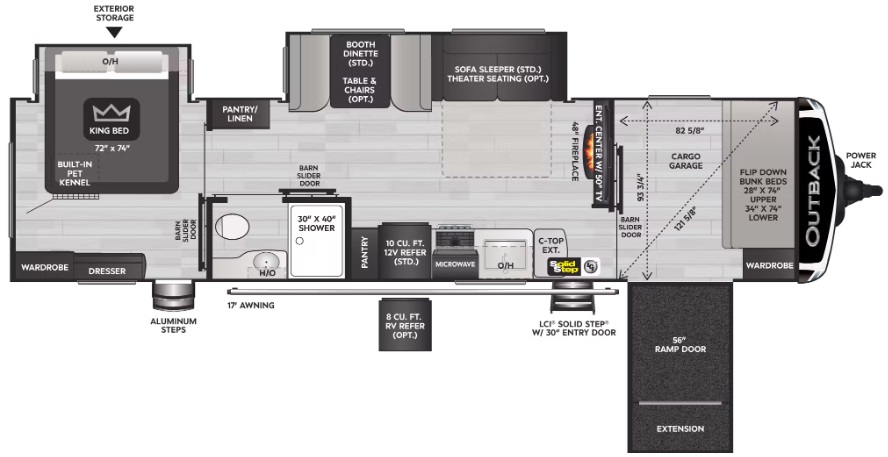 EXTERIOR
STORAGE
O/H
KING BED
72" x 74"
BUILT-IN
PET
KENNEL
WARDROBE
DRESSER
ALUMINUM
STEPS
BARN
SLIDER
DOOR
PANTRY/
LINEN
BARN
SLIDER
DOOR
30" X 40"
SHOWER
H/O
17' AWNING
BOOTH
DINETTE
(STD.)
TABLE &
CHAIRS
(OPT.)
SOFA SLEEPER (STD.)
THEATER SEATING (OPT.)
48" FIREPLACE
ENT. CENTER W/ 50" TV
PANTRY
10 CU. FT.
12V REFER
(STD.)
MICROWAVE
O/H
C-TOP
EXT.
Solid
Step
8 CU. FT.
RV REFER
(OPT.)
LCI® SOLID STEP®
W/ 30" ENTRY DOOR
BARN
SLIDER
DOOR
82 5/8"
CARGO
GARAGE
93 3/4"
121 5/8"
FLIP DOWN
BUNK BEDS
28" X 74"
UPPER
34" X 74"
LOWER
WARDROBE
OUTBACK
POWER
JACK
56"
RAMP DOOR
EXTENSION